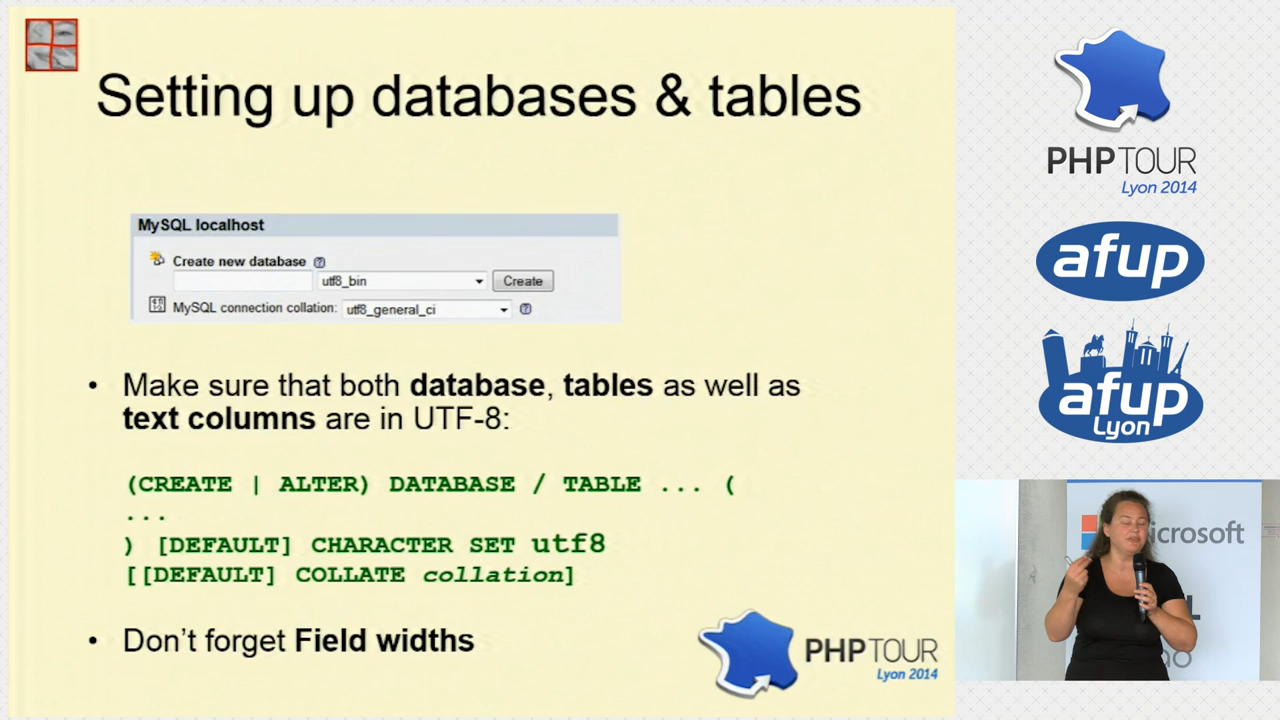 Setting up databases & tables
MySQL localhost
Create new database
utf8_bin
Create
MySQL connection collation:
utf8_general_ci
• Make sure that both database, tables as well as
text columns are in UTF-8:
(CREATE | ALTER) DATABASE / TABLE ... (
...
) [DEFAULT] CHARACTER SET utf8
[[DEFAULT] COLLATE collation]
• Don't forget Field widths
PHPTOUR
Lyon 2014
PHPTOUR
Lyon 2014
afup
afup
Lyon
icrosoft